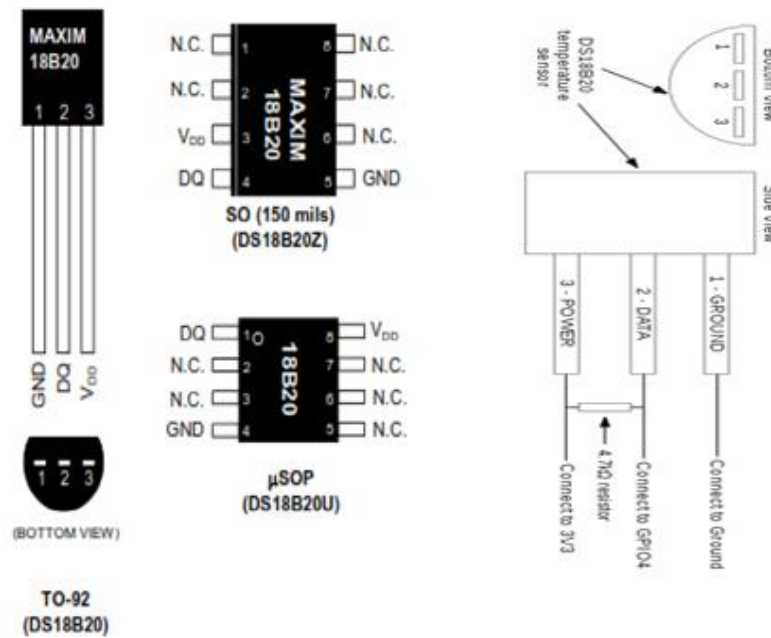 MAXIM
18B20
1 2 3
GND DQ VDD
1 2 3
(BOTTOM VIEW)
TO-92
(DS18B20)
N.C. 1 8 N.C.
N.C. 2 7 N.C.
VDD 3 6 N.C.
DQ 4 5 GND
MAXIM
18B20
SO (150 mils)
(DS18B20Z)
DQ 1 8 VDD
N.C. 2 7 N.C.
N.C. 3 6 N.C.
GND 4 5 N.C.
18B20
µSOP
(DS18B20U)
Bottom View
1
2
3
DS18B20
temperature
sensor
Side View
1 - GROUND
2 - DATA
3 - POWER
Connect to Ground
Connect to GPIO4
4.7kΩ resistor
Connect to 3V3